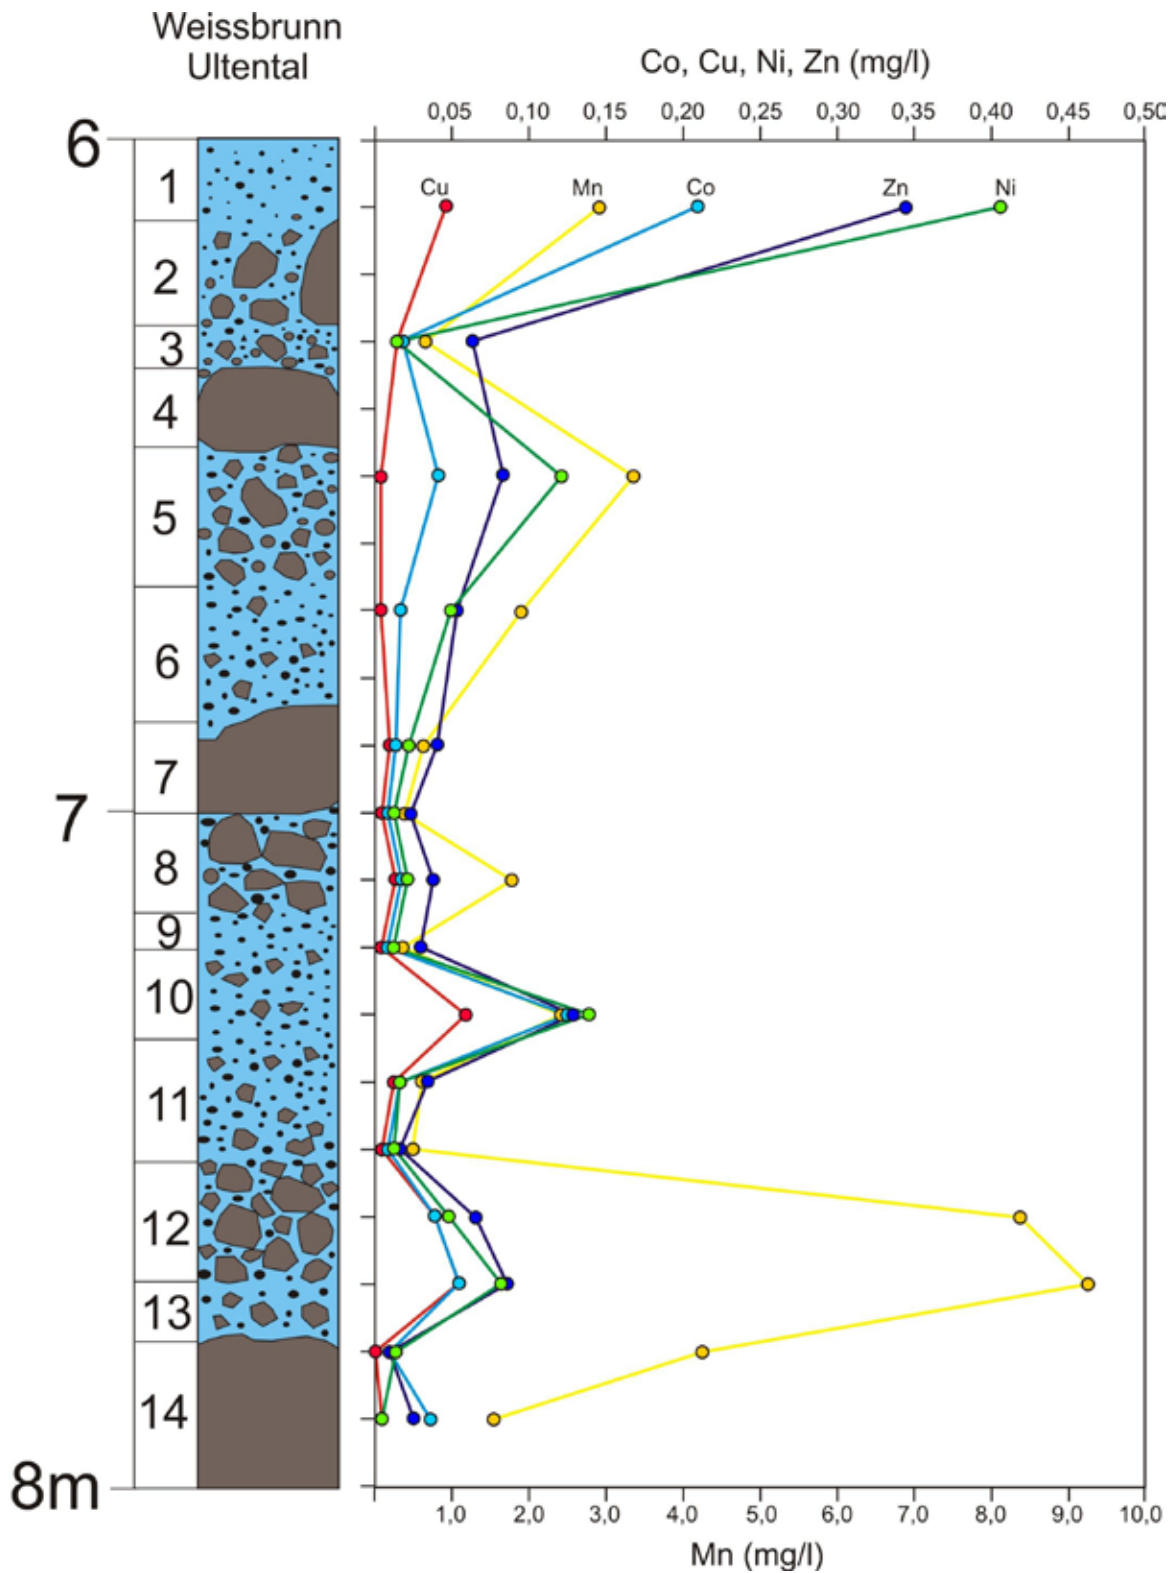 Weissbrunn
Ultental
Co, Cu, Ni, Zn (mg/l)
0,05 0,10 0,15 0,20 0,25 0,30 0,35 0,40 0,45 0,50
6
Cu Mn Co Zn Ni
1
2
3
4
5
6
7
7
8
9
10
11
12
13
14
8m
1,0 2,0 3,0 4,0 5,0 6,0 7,0 8,0 9,0 10,0
Mn (mg/l)